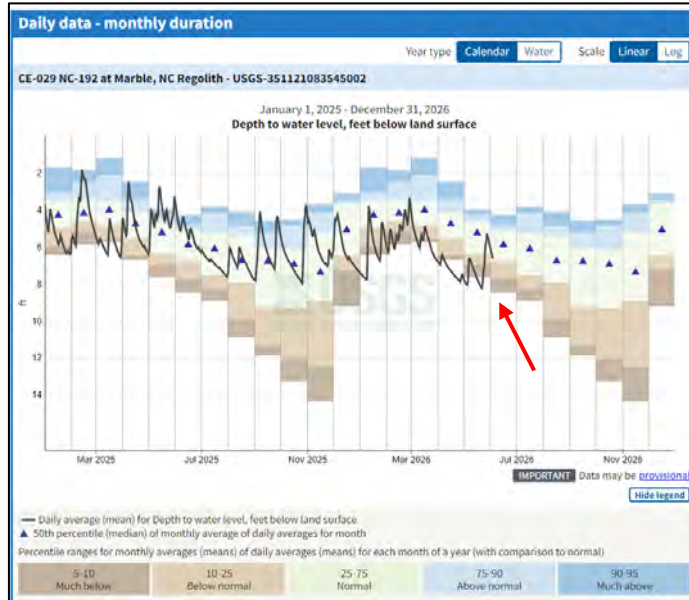 Daily data - monthly duration
Year type Calendar Water Scale Linear Log
CE-029 NC-192 at Marble, NC Regolith - USGS-351121083545002
January 1, 2025 - December 31, 2026
Depth to water level, feet below land surface
2
4
6
8
10
12
14
ft
USGS
Mar 2025 Jul 2025 Nov 2025 Mar 2026 Jul 2026 Nov 2026
IMPORTANT Data may be provisional
Hide legend
Daily average (mean) for Depth to water level, feet below land surface
50th percentile (median) of monthly average of daily averages for month
Percentile ranges for monthly averages (means) of daily averages (means) for each month of a year (with comparison to normal)
5-10 10-25 25-75 75-90 90-95
Much below Below normal Normal Above normal Much above